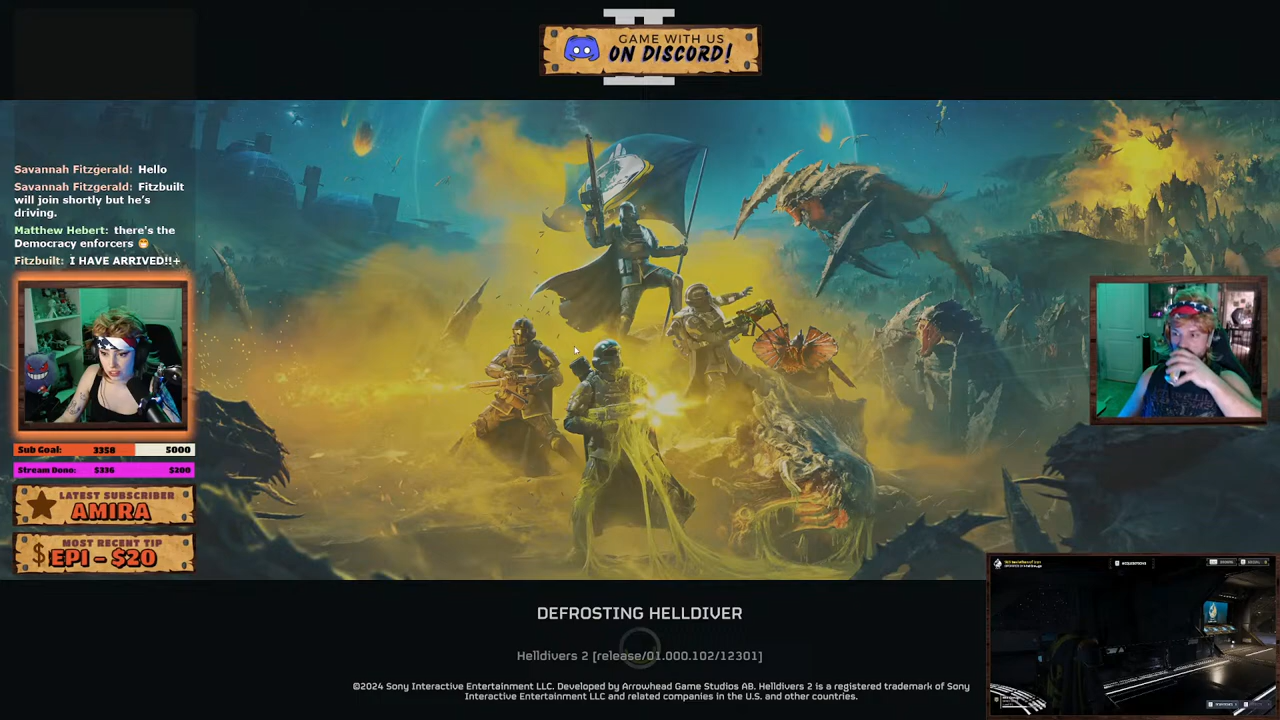 GAME WITH US
ON DISCORD!
Savannah Fitzgerald: Hello
Savannah Fitzgerald: Fitzbuilt
will join shortly but he's
driving.
Matthew Hebert: there's the
Democracy enforcers 😁
Fitzbuilt: I HAVE ARRIVED!!+
Sub Goal: 3358 5000
Stream Dono: $336 $200
LATEST SUBSCRIBER
AMIRA
MOST RECENT TIP
$EPI - $20
DEFROSTING HELLDIVER
Helldivers 2 [release/01.000.102/12301]
©2024 Sony Interactive Entertainment LLC. Developed by Arrowhead Game Studios AB. Helldivers 2 is a registered trademark of Sony
Interactive Entertainment LLC and related companies in the U.S. and other countries.